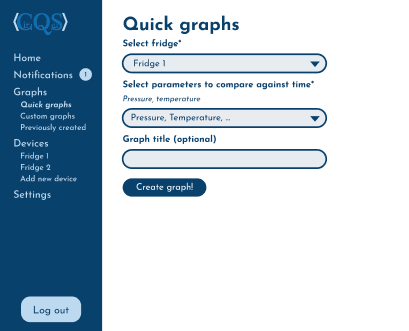 CQS
Home
Notifications 1
Graphs
Quick graphs
Custom graphs
Previously created
Devices
Fridge 1
Fridge 2
Add new device
Settings
Log out
Quick graphs
Select fridge*
Fridge 1
Select parameters to compare against time*
Pressure, temperature
Pressure, Temperature, ...
Graph title (optional)
Create graph!